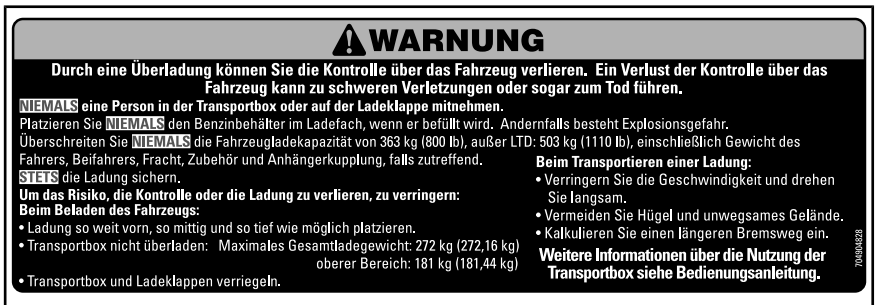 WARNUNG
Durch eine Überladung können Sie die Kontrolle über das Fahrzeug verlieren. Ein Verlust der Kontrolle über das
Fahrzeug kann zu schweren Verletzungen oder sogar zum Tod führen.
NIEMALS eine Person in der Transportbox oder auf der Ladeklappe mitnehmen.
Platzieren Sie NIEMALS den Benzinbehälter im Ladefach, wenn er befüllt wird. Andernfalls besteht Explosionsgefahr.
Überschreiten Sie NIEMALS die Fahrzeugladekapazität von 363 kg (800 lb), außer LTD: 503 kg (1110 lb), einschließlich Gewicht des
Fahrers, Beifahrers, Fracht, Zubehör und Anhängerkupplung, falls zutreffend.
STETS die Ladung sichern.
Um das Risiko, die Kontrolle oder die Ladung zu verlieren, zu verringern:
Beim Beladen des Fahrzeugs:
• Ladung so weit vorn, so mittig und so tief wie möglich platzieren.
• Transportbox nicht überladen: Maximales Gesamtladegewicht: 272 kg (272,16 kg)
oberer Bereich: 181 kg (181,44 kg)
• Transportbox und Ladeklappen verriegeln.
Beim Transportieren einer Ladung:
• Verringern Sie die Geschwindigkeit und drehen
Sie langsam.
• Vermeiden Sie Hügel und unwegsames Gelände.
• Kalkulieren Sie einen längeren Bremsweg ein.
Weitere Informationen über die Nutzung der
Transportbox siehe Bedienungsanleitung.
704904828